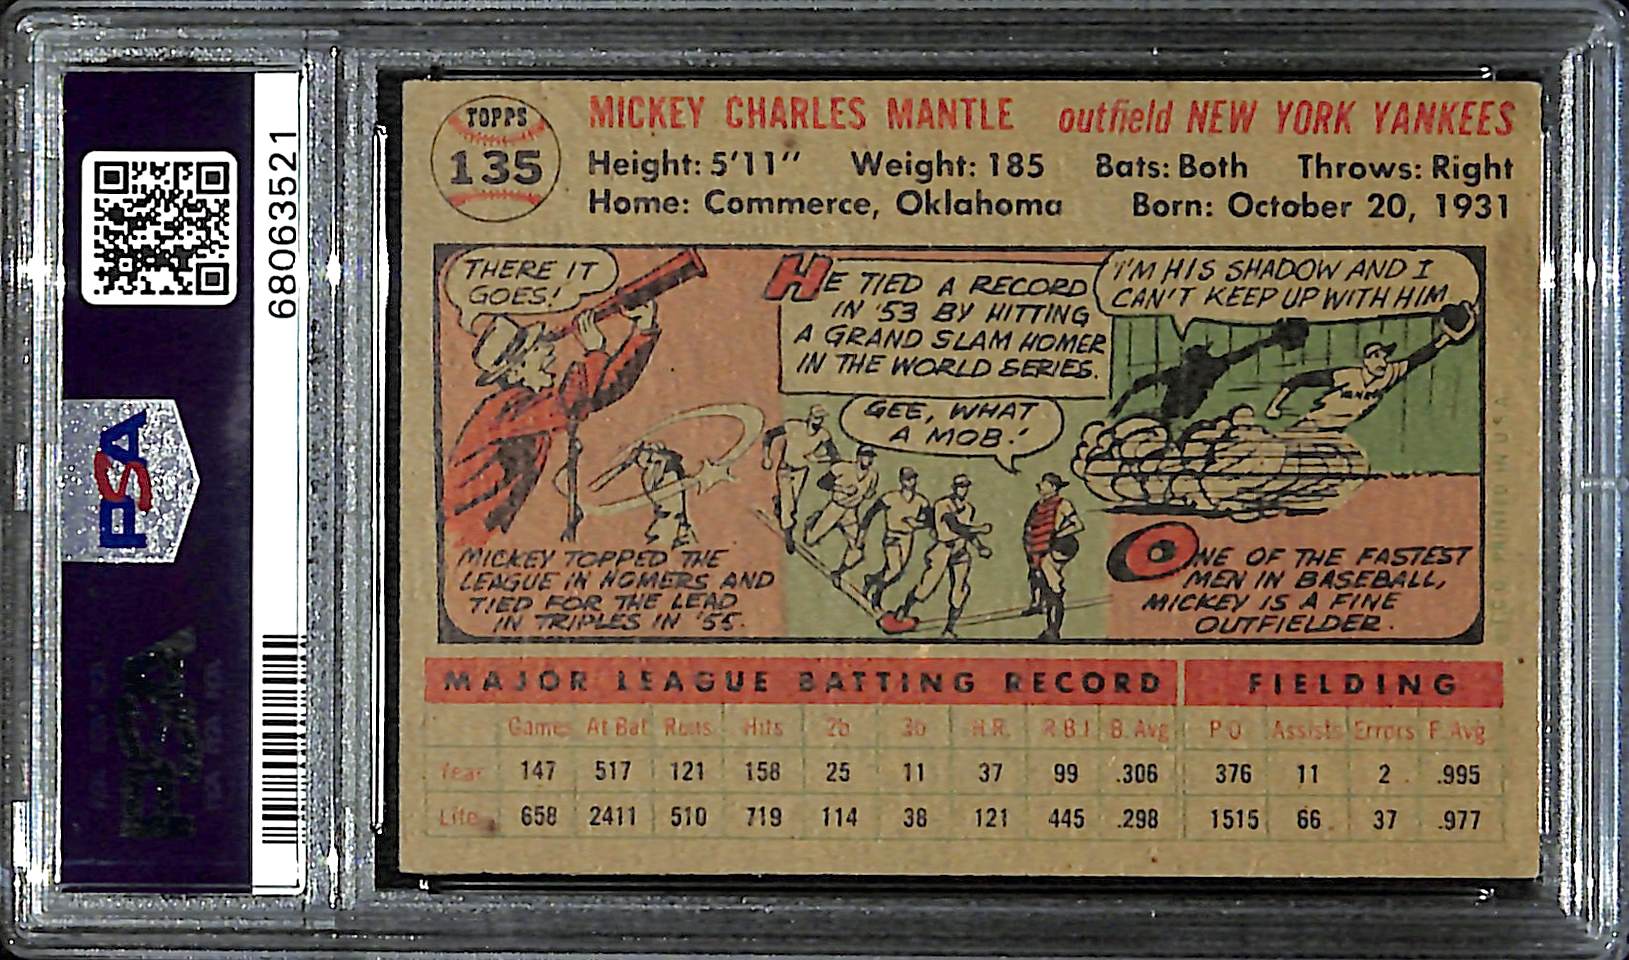 68063521
PSA
TOPPS
135
MICKEY CHARLES MANTLE outfield NEW YORK YANKEES
Height: 5'11" Weight: 185 Bats: Both Throws: Right
Home: Commerce, Oklahoma Born: October 20, 1931
THERE IT
GOES!
MICKEY TOPPED THE
LEAGUE IN HOMERS AND
TIED FOR THE LEAD
IN TRIPLES IN '55.
HE TIED A RECORD
IN '53 BY HITTING
A GRAND SLAM HOMER
IN THE WORLD SERIES.
GEE, WHAT
A MOB!
I'M HIS SHADOW AND I
CAN'T KEEP UP WITH HIM
ONE OF THE FASTEST
MEN IN BASEBALL,
MICKEY IS A FINE
OUTFIELDER.
PRINTED IN U.S.A.
MAJOR LEAGUE BATTING RECORD FIELDING
Games At Bat Runs Hits 2b 3b H.R. R.B.I. B. Avg P.O. Assists Errors F. Avg
Year 147 517 121 158 25 11 37 99 .306 376 11 2 .995
Life 658 2411 510 719 114 38 121 445 .298 1515 66 37 .977